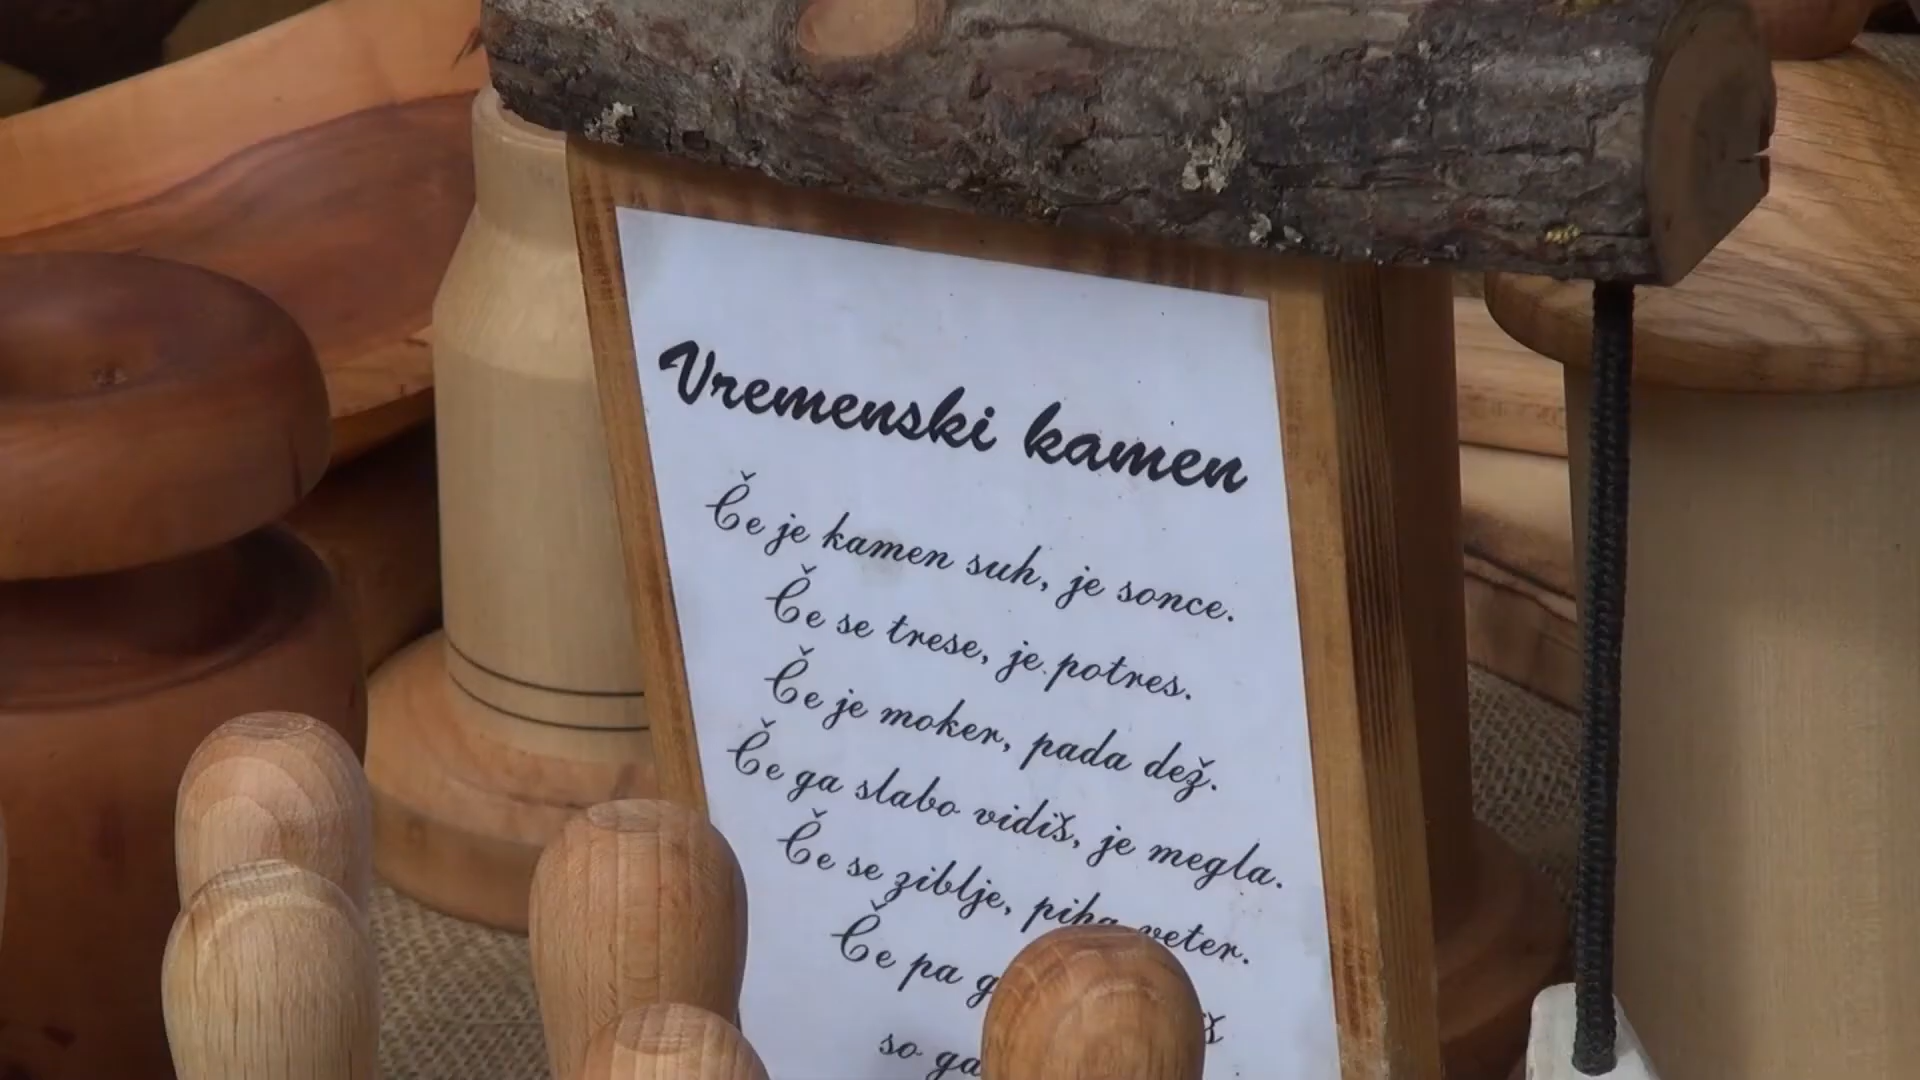 Vremenski kamen
Če je kamen suh, je sonce.
Če se trese, je potres.
Če je moker, pada dež.
Če ga slabo vidiš, je megla.
Če se ziblje, piha veter.
Če pa
so ga